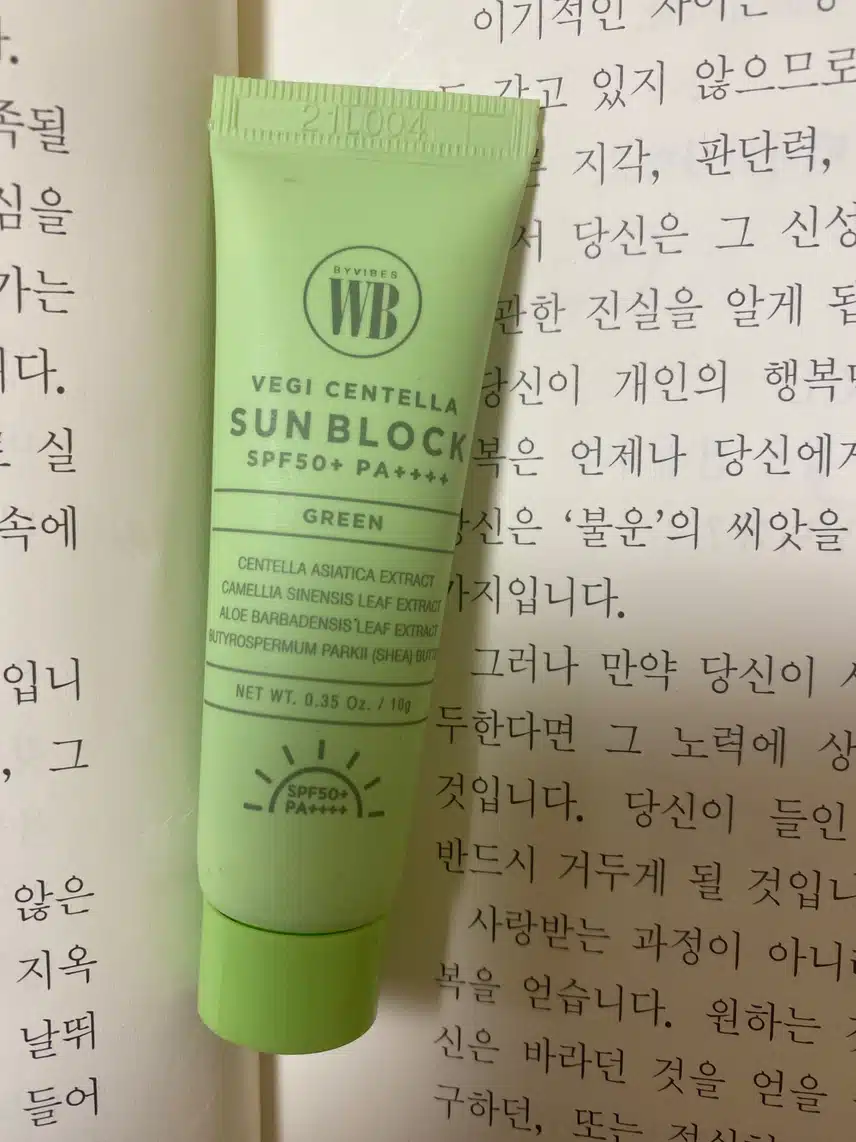 .
족될
심을
가는
니다.
실
속에
입니
, 그
않은
지옥
날뛰
들어
21L004
BYVIBES
WB
VEGI CENTELLA
SUN BLOCK
SPF50+ PA++++
GREEN
CENTELLA ASIATICA EXTRACT
CAMELLIA SINENSIS LEAF EXTRACT
ALOE BARBADENSIS LEAF EXTRACT
BUTYROSPERMUM PARKII (SHEA)
NET WT. 0.35 Oz. / 10g
SPF50+
PA++++
이기적인
갖고 있지 않으므로
지각, 판단력,
서 당신은 그 신성
관한 진실을 알게 됩
당신이 개인의 행복
복은 언제나 당신에게
당신은 ‘불운’의 씨앗을
가지입니다.
그러나 만약 당신이
두한다면 그 노력에 상
것입니다. 당신이 들인
반드시 거두게 될 것입니
사랑받는 과정이 아니
복을 얻습니다. 원하는
신은 바라던 것을 얻을
구하던, 또는